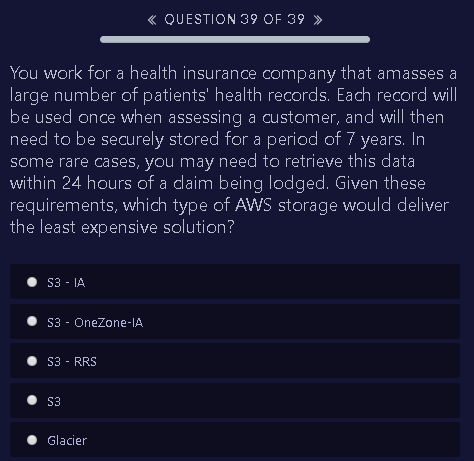 « QUESTION 39 OF 39 »
You work for a health insurance company that amasses a
large number of patients' health records. Each record will
be used once when assessing a customer, and will then
need to be securely stored for a period of 7 years. In
some rare cases, you may need to retrieve this data
within 24 hours of a claim being lodged. Given these
requirements, which type of AWS storage would deliver
the least expensive solution?
S3 - IA
S3 - OneZone-IA
S3 - RRS
S3
Glacier